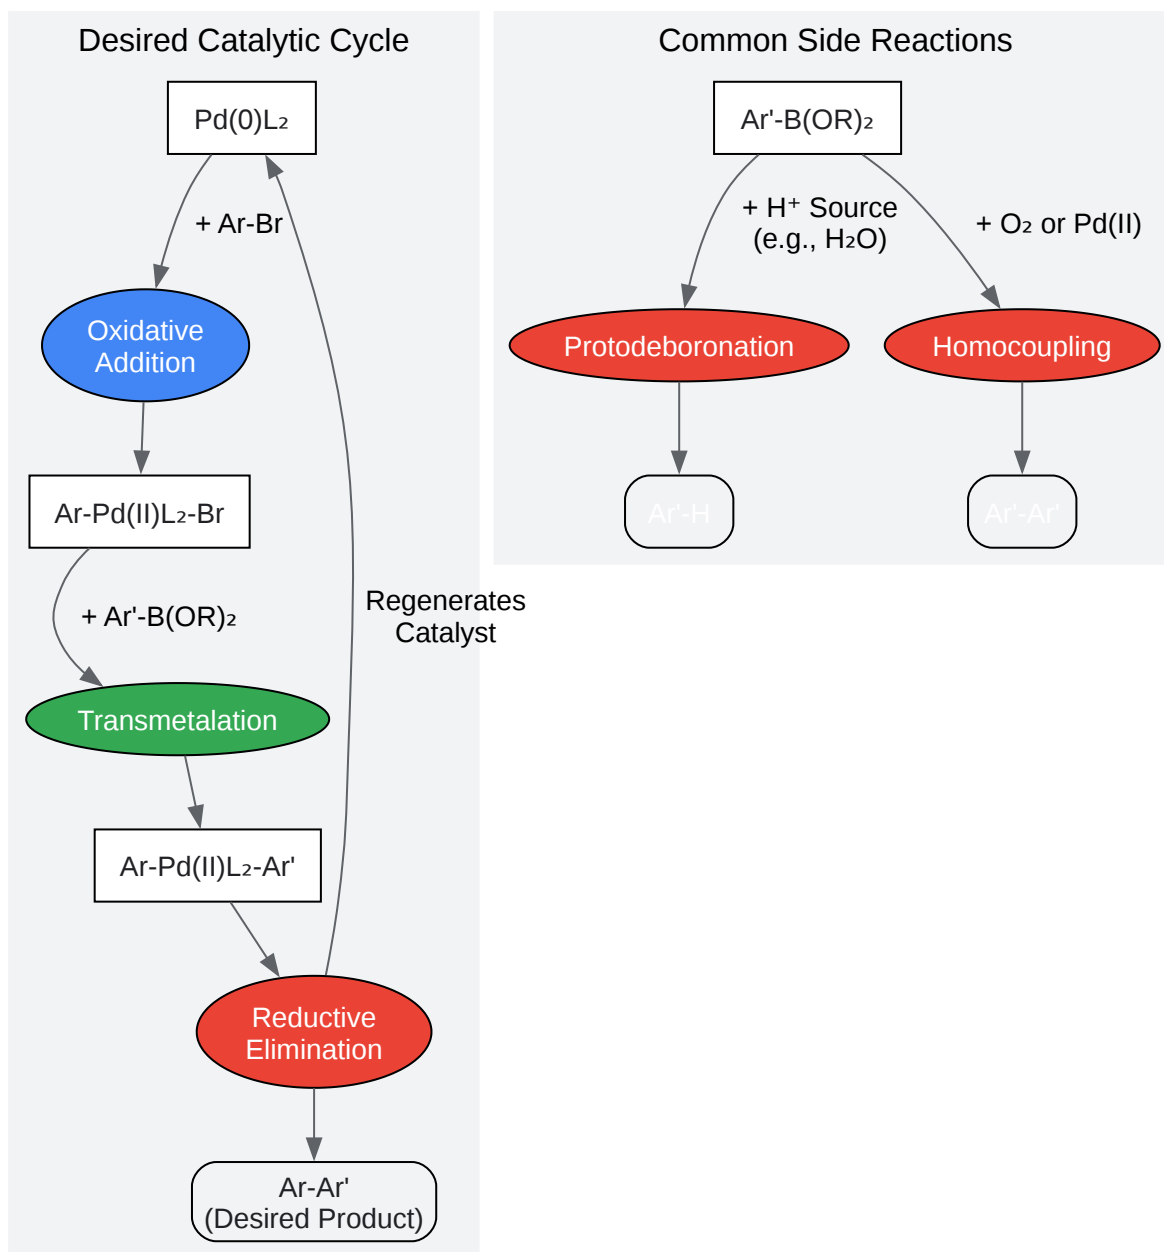 Desired Catalytic Cycle
Pd(0)L₂
+ Ar-Br
Oxidative
Addition
Ar-Pd(II)L₂-Br
+ Ar'-B(OR)₂
Regenerates
Catalyst
Transmetalation
Ar-Pd(II)L₂-Ar'
Reductive
Elimination
Ar-Ar'
(Desired Product)
Common Side Reactions
Ar'-B(OR)₂
+ H⁺ Source
(e.g., H₂O)
+ O₂ or Pd(II)
Protodeboronation
Homocoupling
Ar'-H
Ar'-Ar'